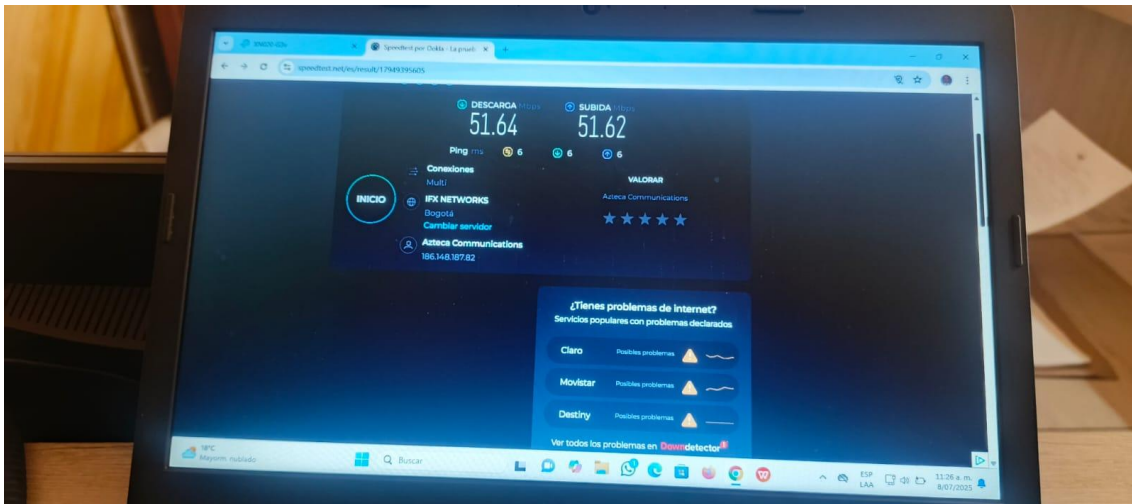 Speedtest por Ookla - La prueb
speedtest.net/es/result/17949395605
DESCARGA Mbps SUBIDA Mbps
51.64 51.62
Ping ms 6 6 6
Conexiones
Multi
INICIO
IFX NETWORKS
Bogotá
Cambiar servidor
Azteca Communications
186.148.187.82
VALORAR
Azteca Communications
¿Tienes problemas de internet?
Servicios populares con problemas declarados
Claro Posibles problemas
Movistar Posibles problemas
Destiny Posibles problemas
Ver todos los problemas en Downdetector
18°C
Mayorm. nublado
Buscar
ESP
LAA
11:26 a. m.
8/07/2025